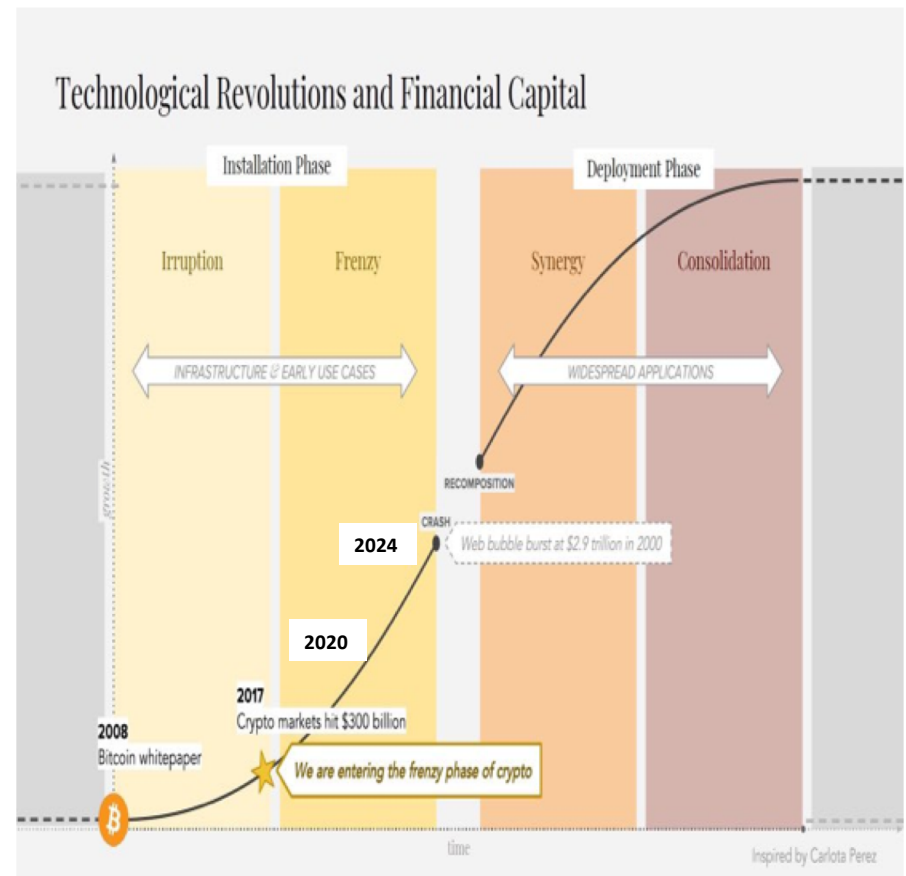 Technological Revolutions and Financial Capital
Installation Phase
Deployment Phase
Irruption
Frenzy
Synergy
Consolidation
INFRASTRUCTURE & EARLY USE CASES
WIDESPREAD APPLICATIONS
growth
RECOMPOSITION
CRASH
2024
Web bubble burst at $2.9 trillion in 2000
2020
2017
Crypto markets hit $300 billion
2008
Bitcoin whitepaper
We are entering the frenzy phase of crypto
₿
time
Inspired by Carlota Perez